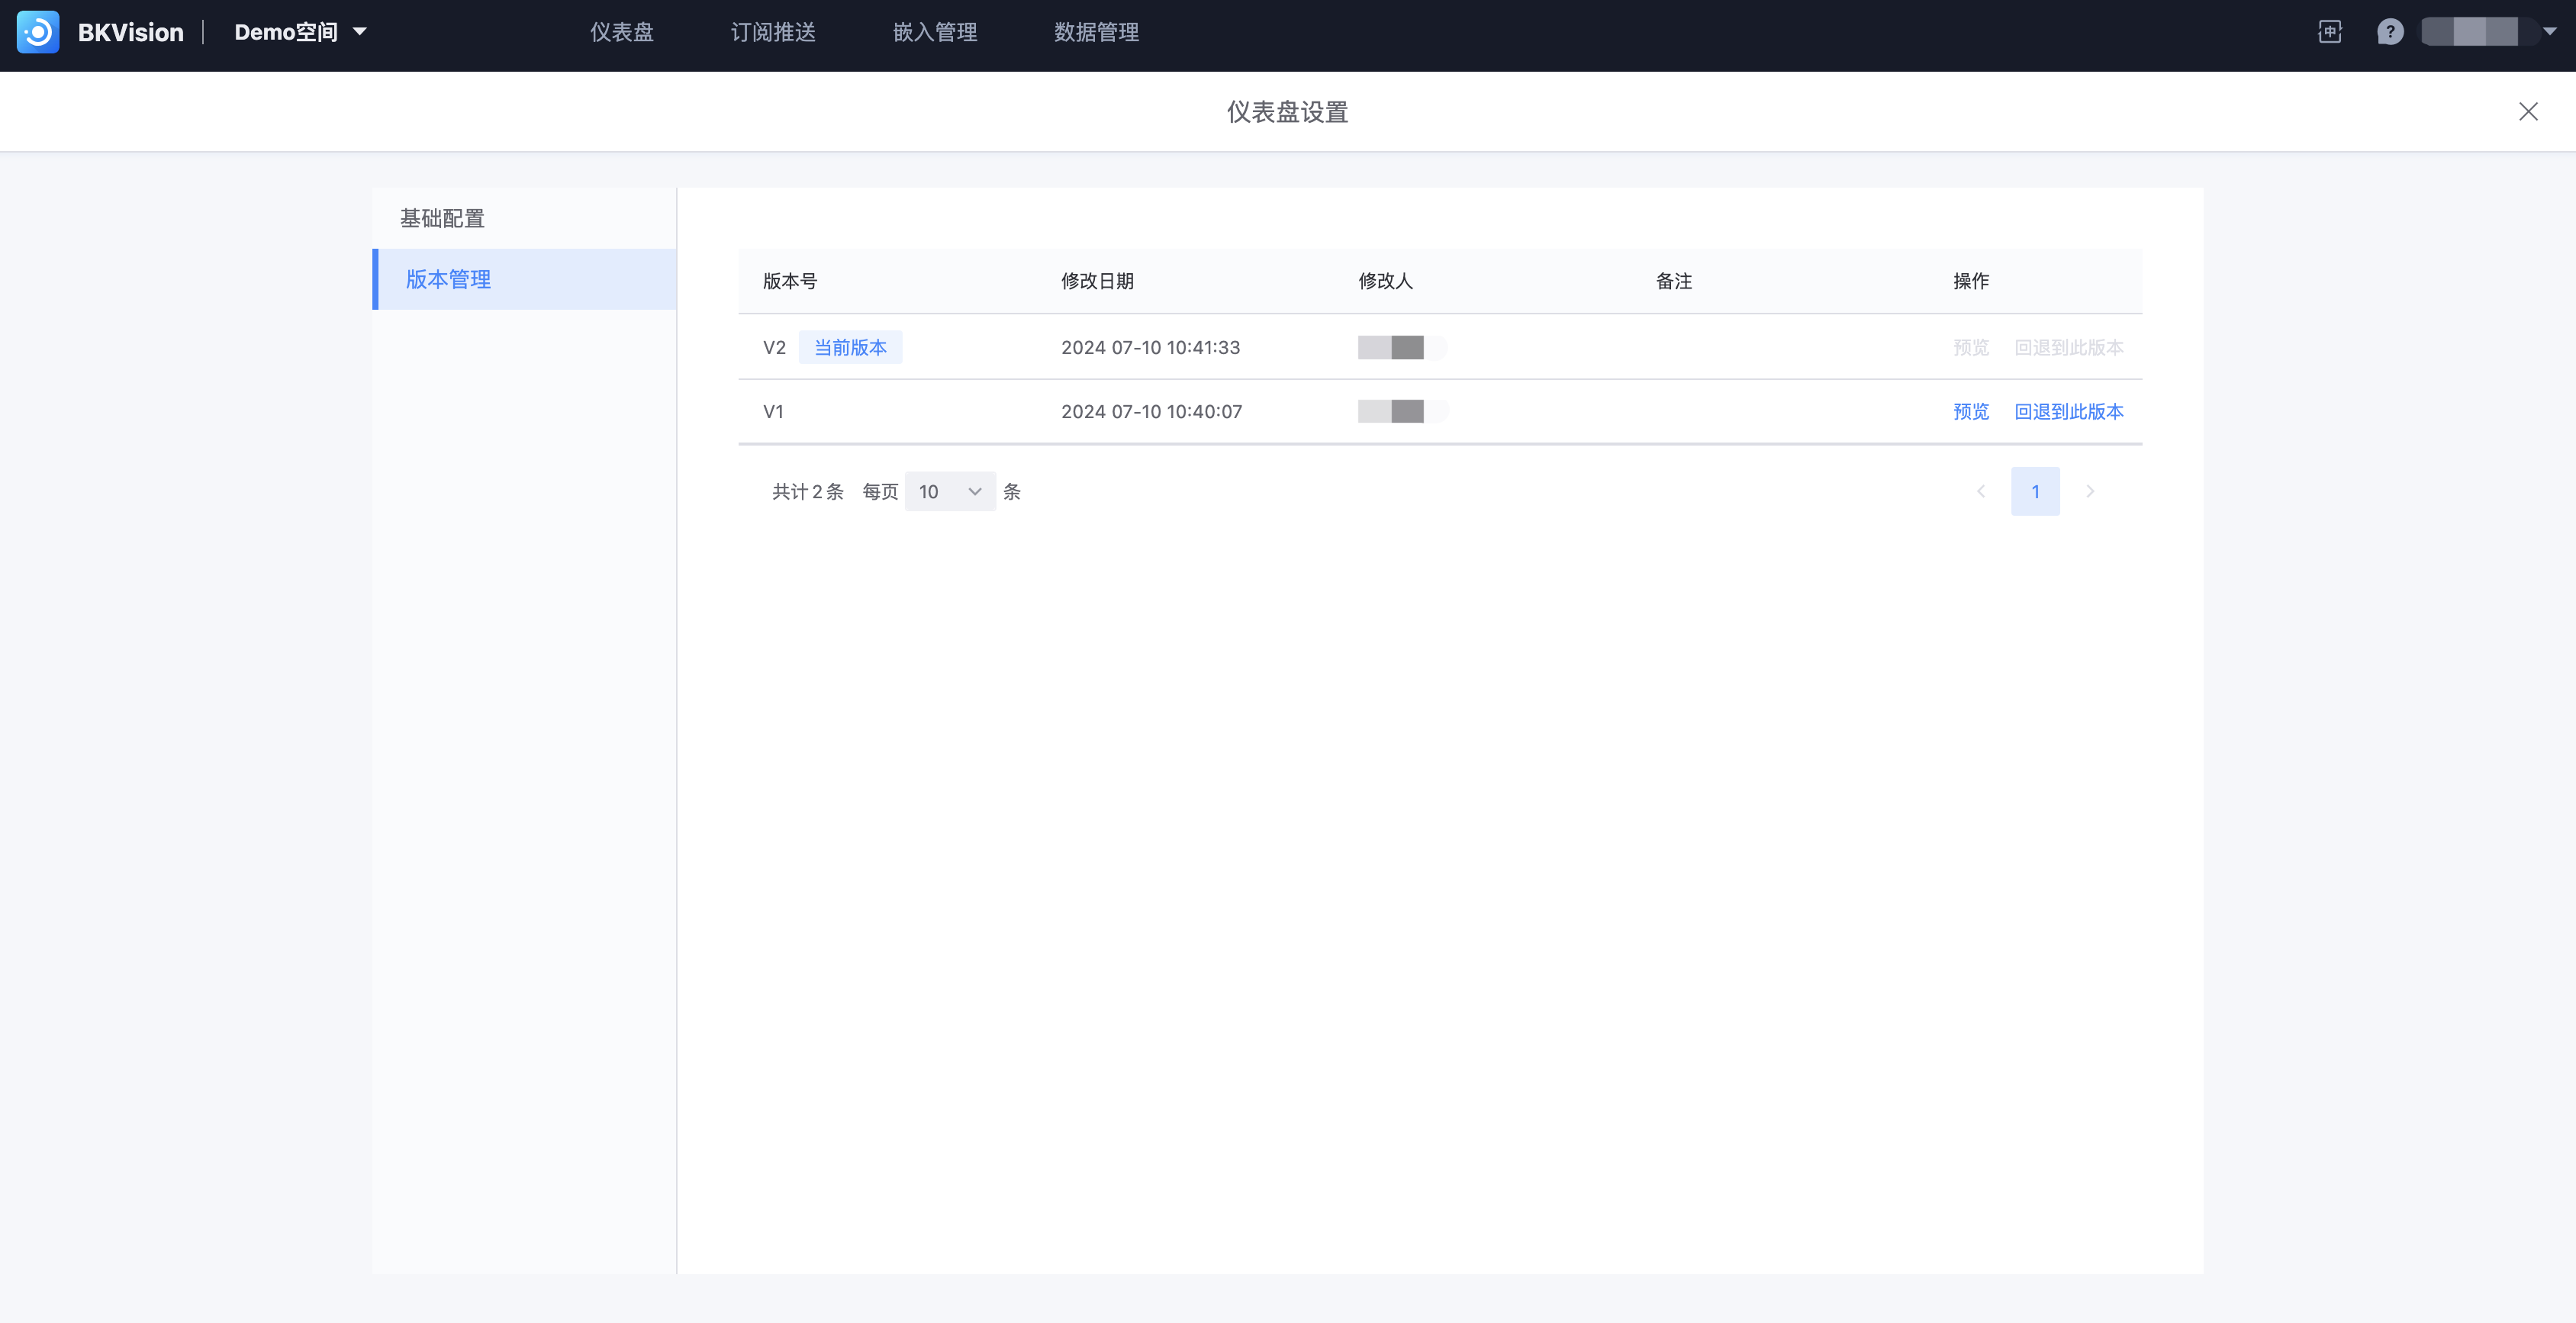 BKVision Demo空间 仪表盘 订阅推送 嵌入管理 数据管理 中 ?
仪表盘设置
基础配置
版本管理
版本号 修改日期 修改人 备注 操作
V2 当前版本 2024 07-10 10:41:33 预览 回退到此版本
V1 2024 07-10 10:40:07 预览 回退到此版本
共计 2 条 每页 10 条 1